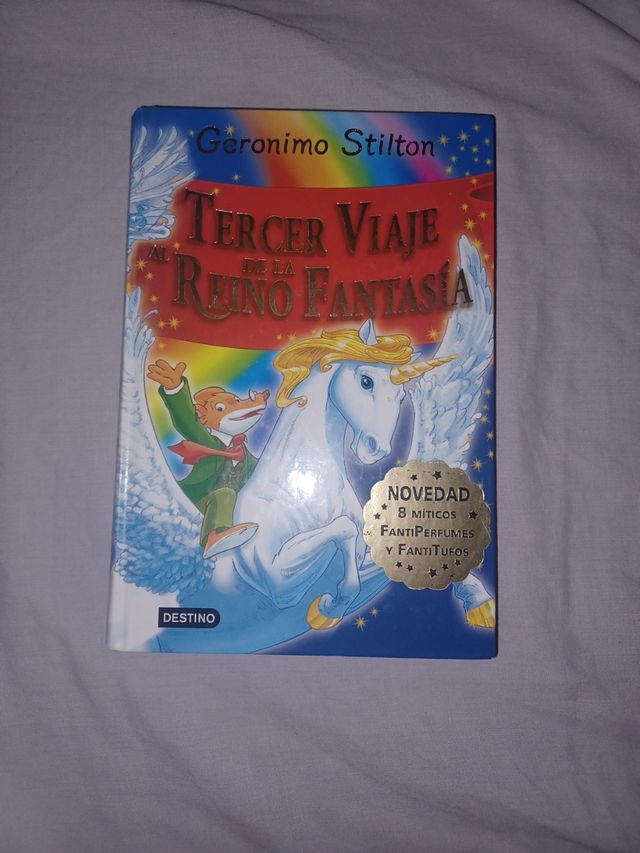 Geronimo Stilton
TERCER VIAJE
AL DE LA
REINO FANTASÍA
NOVEDAD
8 MÍTICOS
FANTIPERFUMES
Y FANTITUFOS
DESTINO